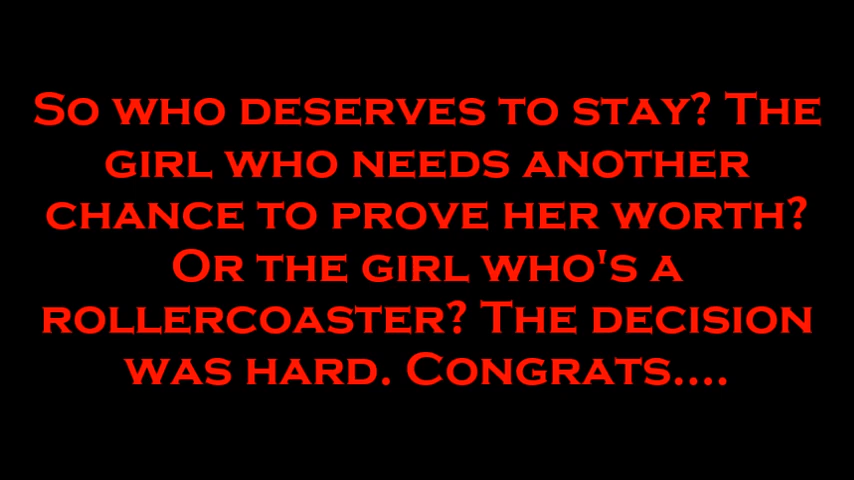 So who deserves to stay? The
girl who needs another
chance to prove her worth?
Or the girl who's a
rollercoaster? The decision
was hard. Congrats....